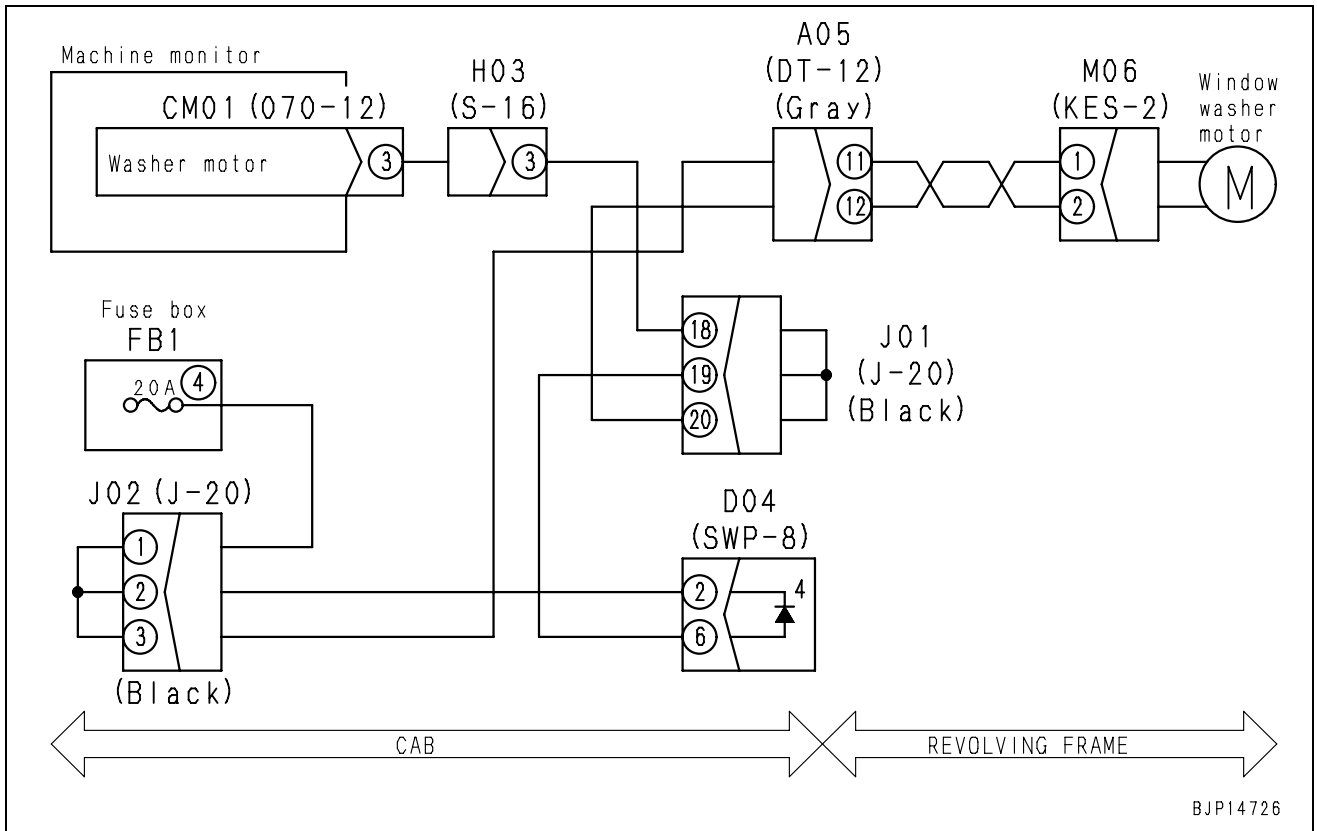 Machine monitor
CM01 (070-12)
Washer motor
3
H03
(S-16)
3
A05
(DT-12)
(Gray)
11
12
M06
(KES-2)
1
2
Window
washer
motor
M
Fuse box
FB1
20A
4
18
19
20
J01
(J-20)
(Black)
J02 (J-20)
1
2
3
(Black)
D04
(SWP-8)
2
6
4
CAB
REVOLVING FRAME
BJP14726